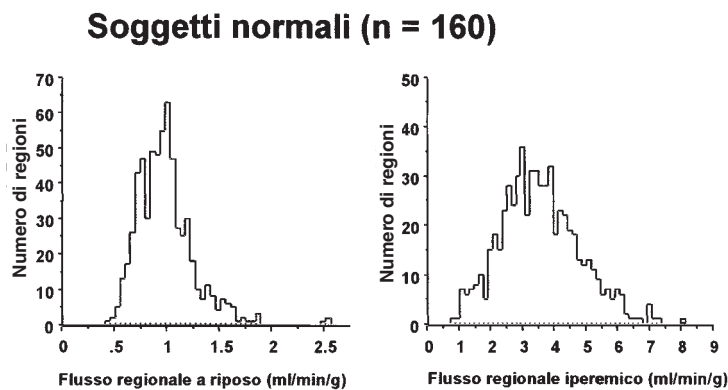 Soggetti normali (n = 160)
Numero di regioni
70
60
50
40
30
20
10
0
0 .5 1 1.5 2 2.5
Flusso regionale a riposo (ml/min/g)
Numero di regioni
50
40
30
20
10
0
0 1 2 3 4 5 6 7 8 9
Flusso regionale iperemico (ml/min/g)